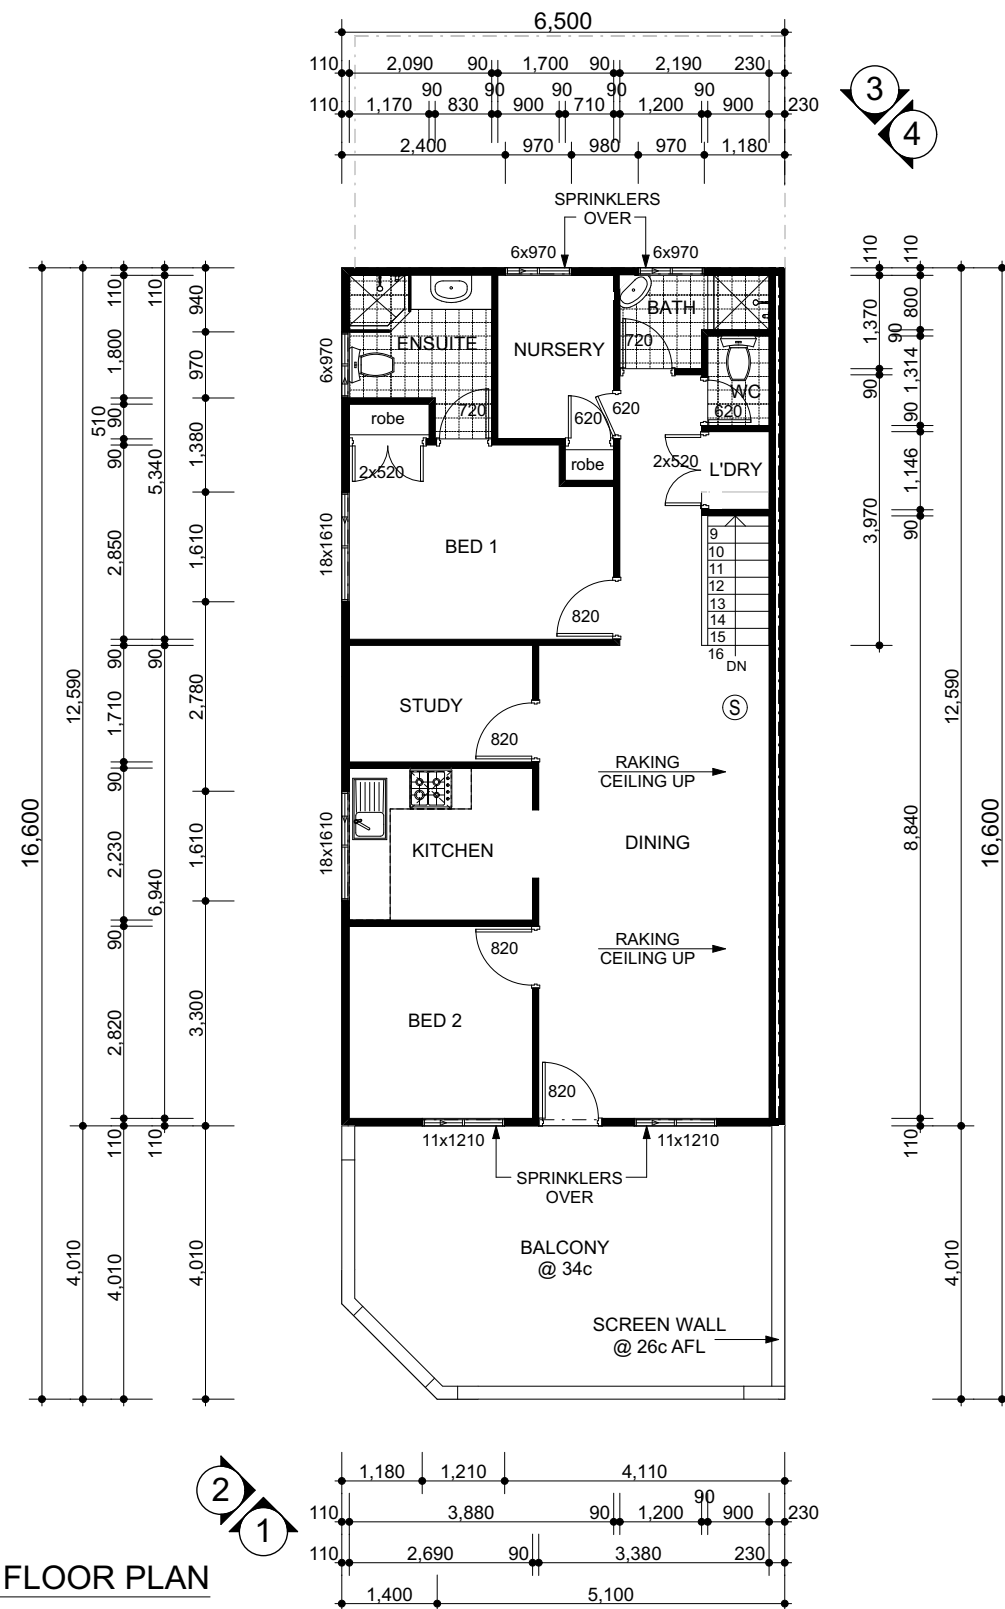 6,500
110 2,090 90 1,700 90 2,190 230
90 90 90 90 90
110 1,170 830 900 710 1,200 900 230
2,400 970 980 970 1,180
3
4
SPRINKLERS
OVER
6x970 6x970
110 110
940
110
110
1,370
800
90
BATH
ENSUITE
NURSERY
720
1,800
970
6x970
1,314
WC
90
robe
720
620
620
620
510
90
90
1,380
5,340
90
2x520
robe
2x520
L'DRY
1,146
3,970
90
18x1610
2,850
1,610
BED 1
9
10
11
12
13
14
15
16
DN
820
90
90
12,590
1,710
2,780
STUDY
820
S
12,590
RAKING
CEILING UP
90
16,600
2,230
1,610
18x1610
KITCHEN
DINING
8,840
16,600
6,940
90
820
RAKING
CEILING UP
2,820
3,300
BED 2
820
110
110
11x1210 11x1210
110
SPRINKLERS
OVER
4,010
4,010
4,010
BALCONY
@ 34c
4,010
SCREEN WALL
@ 26c AFL
2
1
1,180 1,210 4,110
90
110 3,880 90 1,200 900 230
110 2,690 90 3,380 230
1,400 5,100
FLOOR PLAN